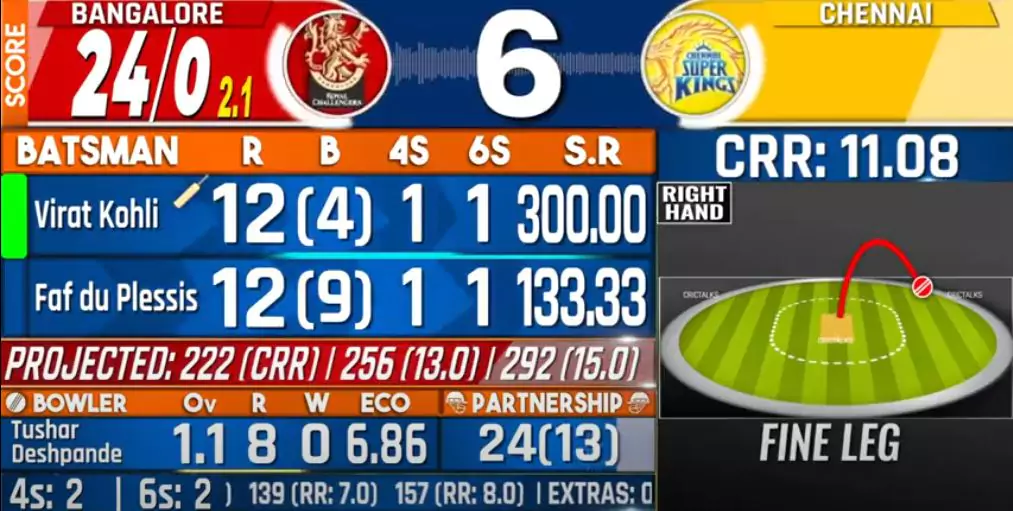 SCORE
BANGALORE
24/0 2.1
ROYAL CHALLENGERS
6
CHENNAI SUPER KINGS
CHENNAI
BATSMAN R B 4S 6S S.R
Virat Kohli 12 (4) 1 1 300.00
Faf du Plessis 12 (9) 1 1 133.33
PROJECTED: 222 (CRR) | 256 (13.0) | 292 (15.0)
BOWLER Ov R W ECO
Tushar Deshpande 1.1 8 0 6.86
PARTNERSHIP
24(13)
4s: 2 | 6s: 2 ) 139 (RR: 7.0) 157 (RR: 8.0) | EXTRAS: 0
CRR: 11.08
RIGHT HAND
CRICTALKS
CRICTALKS
FINE LEG